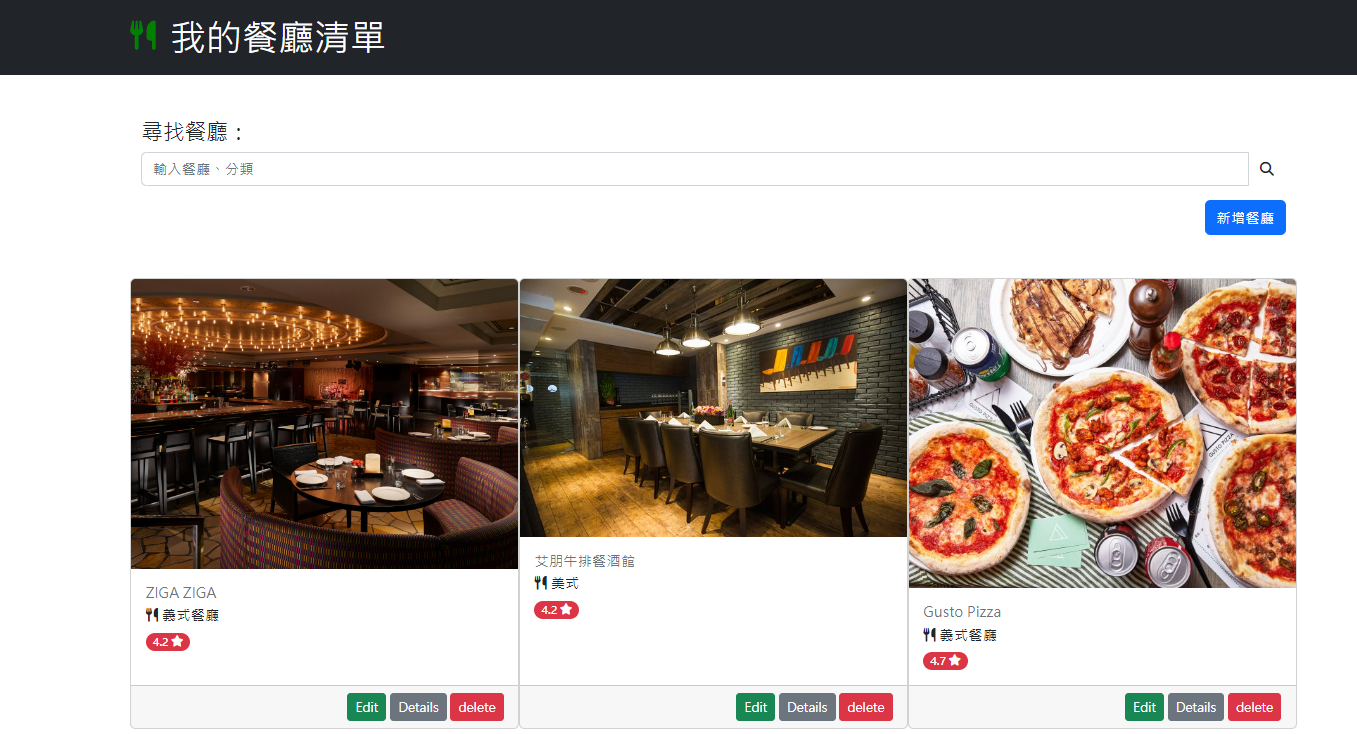 我的餐廳清單
尋找餐廳：
輸入餐廳、分類
新增餐廳
ZIGA ZIGA
義式餐廳
4.2
Edit Details delete
艾朋牛排餐酒館
美式
4.2
Edit Details delete
GUSTO PIZZA
Gusto Pizza
義式餐廳
4.7
Edit Details delete